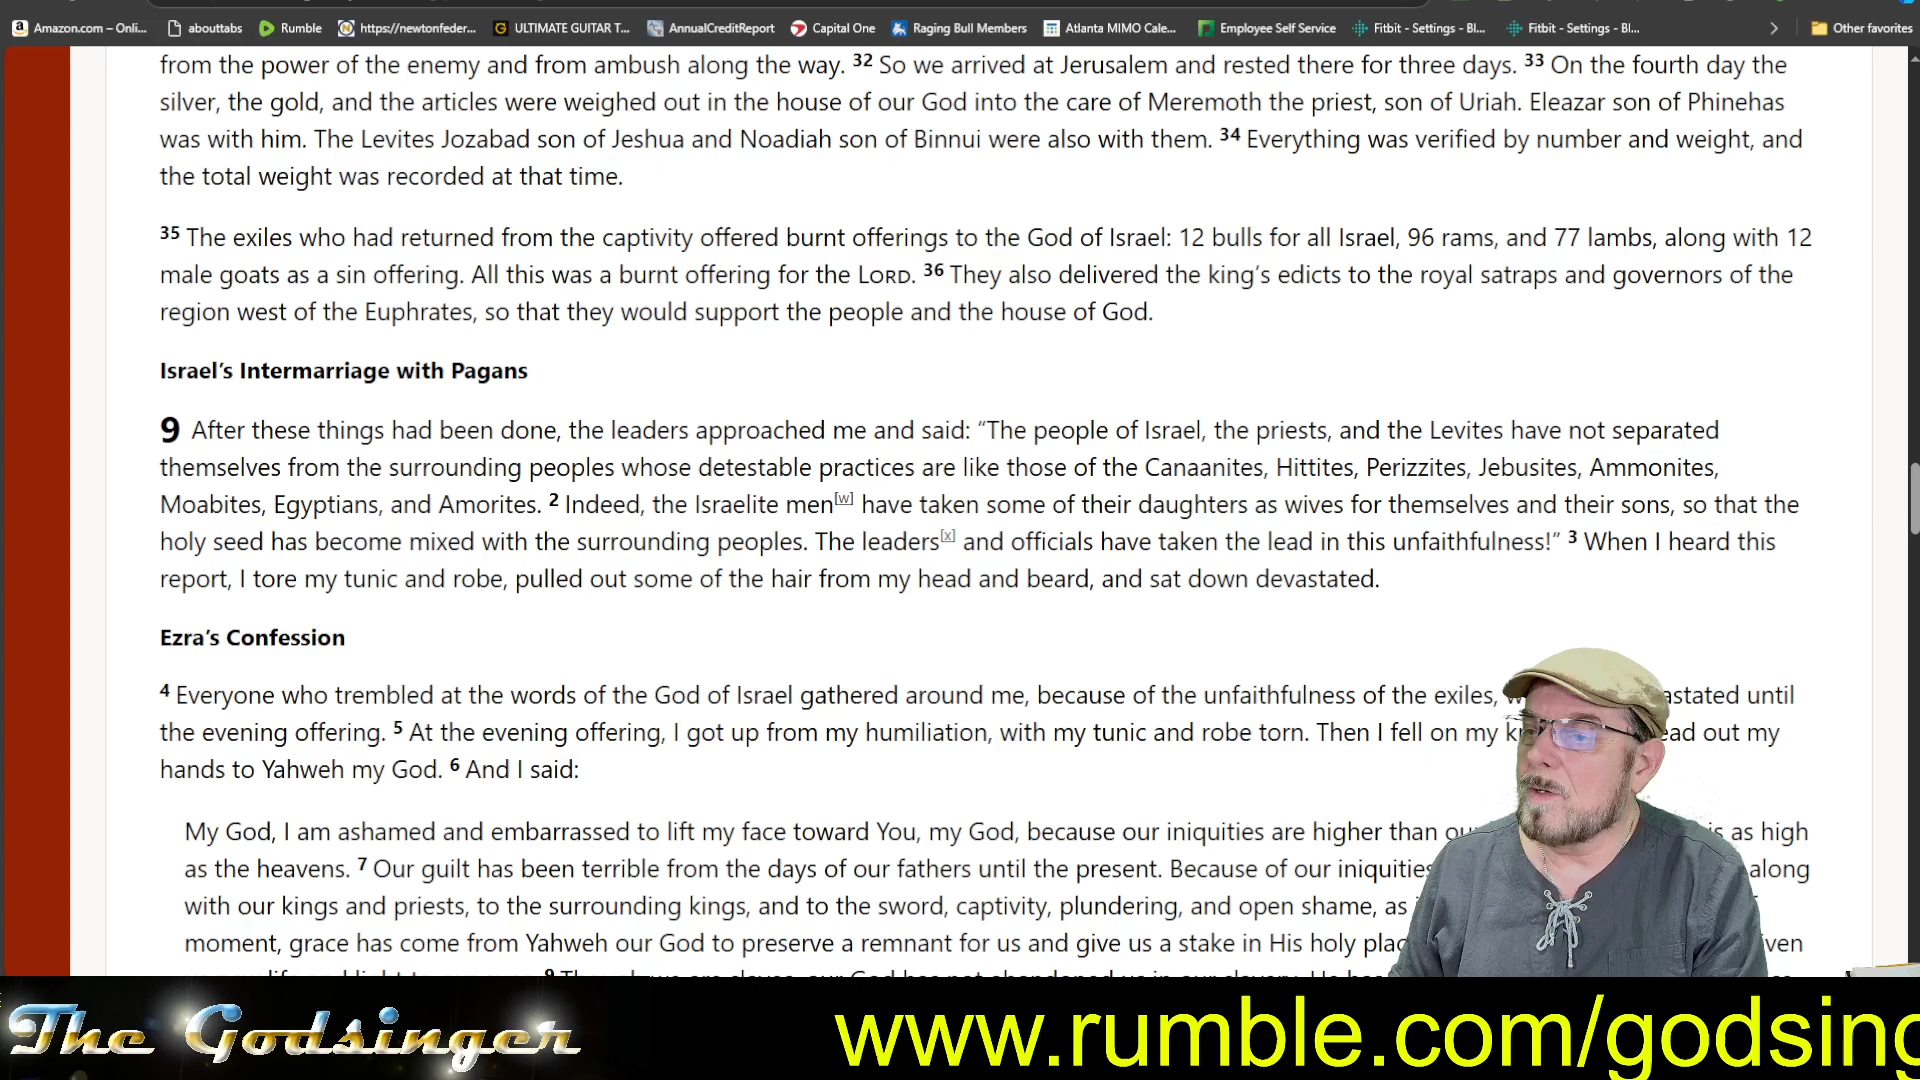 Amazon.com – Onli...
abouttabs
Rumble
https://newtonfeder...
ULTIMATE GUITAR T...
AnnualCreditReport
Capital One
Raging Bull Members
Atlanta MIMO Cale...
Employee Self Service
Fitbit - Settings - Bl...
Fitbit - Settings - Bl...
Other favorites
from the power of the enemy and from ambush along the way. 32 So we arrived at Jerusalem and rested there for three days. 33 On the fourth day the
silver, the gold, and the articles were weighed out in the house of our God into the care of Meremoth the priest, son of Uriah. Eleazar son of Phinehas
was with him. The Levites Jozabad son of Jeshua and Noadiah son of Binnui were also with them. 34 Everything was verified by number and weight, and
the total weight was recorded at that time.
35 The exiles who had returned from the captivity offered burnt offerings to the God of Israel: 12 bulls for all Israel, 96 rams, and 77 lambs, along with 12
male goats as a sin offering. All this was a burnt offering for the LORD. 36 They also delivered the king’s edicts to the royal satraps and governors of the
region west of the Euphrates, so that they would support the people and the house of God.
Israel’s Intermarriage with Pagans
9 After these things had been done, the leaders approached me and said: “The people of Israel, the priests, and the Levites have not separated
themselves from the surrounding peoples whose detestable practices are like those of the Canaanites, Hittites, Perizzites, Jebusites, Ammonites,
Moabites, Egyptians, and Amorites. 2 Indeed, the Israelite men[w] have taken some of their daughters as wives for themselves and their sons, so that the
holy seed has become mixed with the surrounding peoples. The leaders[x] and officials have taken the lead in this unfaithfulness!” 3 When I heard this
report, I tore my tunic and robe, pulled out some of the hair from my head and beard, and sat down devastated.
Ezra’s Confession
4 Everyone who trembled at the words of the God of Israel gathered around me, because of the unfaithfulness of the exiles, astated until
the evening offering. 5 At the evening offering, I got up from my humiliation, with my tunic and robe torn. Then I fell on my ead out my
hands to Yahweh my God. 6 And I said:
My God, I am ashamed and embarrassed to lift my face toward You, my God, because our iniquities are higher than is as high
as the heavens. 7 Our guilt has been terrible from the days of our fathers until the present. Because of our iniquities along
with our kings and priests, to the surrounding kings, and to the sword, captivity, plundering, and open shame, as
moment, grace has come from Yahweh our God to preserve a remnant for us and give us a stake in His holy plac iven
The Godsinger
www.rumble.com/godsing